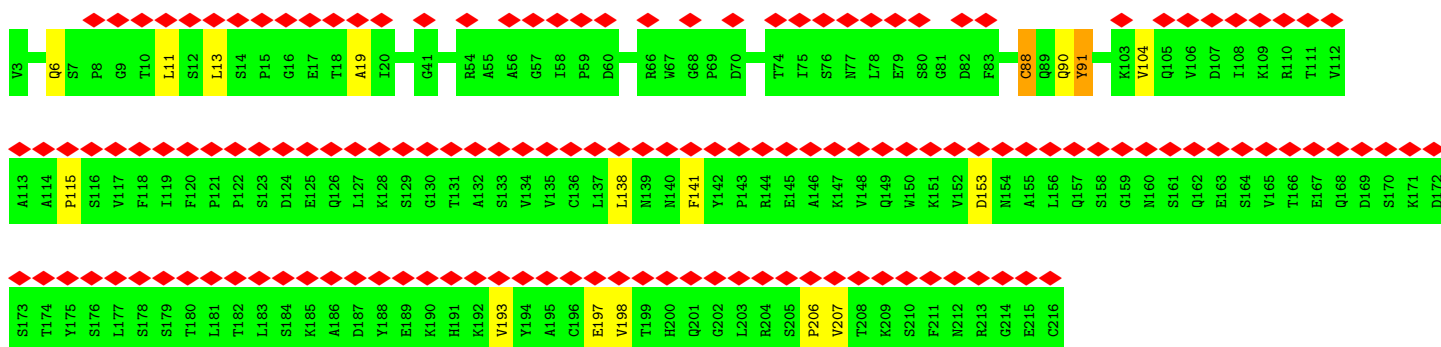 V3 Q6 S7 P8 G9 T10 L11 S12 L13 S14 P15 G16 E17 T18 A19 I20 G41 R54 A55 A56 G57 I58 P59 D60 R66 W67 G68 P69 D70 T74 I75 S76 N77 L78 E79 S80 G81 D82 F83 C88 Q89 Q90 Y91 K103 V104 Q105 V106 D107 I108 K109 R110 T111 V112
A113 A114 P115 S116 V117 F118 I119 F120 P121 P122 S123 D124 E125 Q126 L127 K128 S129 G130 T131 A132 S133 V134 V135 C136 L137 L138 N139 N140 F141 Y142 P143 R144 E145 A146 K147 V148 Q149 W150 K151 V152 D153 N154 A155 L156 Q157 S158 G159 N160 S161 Q162 E163 S164 V165 T166 E167 Q168 D169 S170 K171 D172
S173 T174 Y175 S176 L177 S178 S179 T180 L181 T182 L183 S184 K185 A186 D187 Y188 E189 K190 H191 K192 V193 Y194 A195 C196 E197 V198 T199 H200 Q201 G202 L203 R204 S205 P206 V207 T208 K209 S210 F211 N212 R213 G214 E215 C216